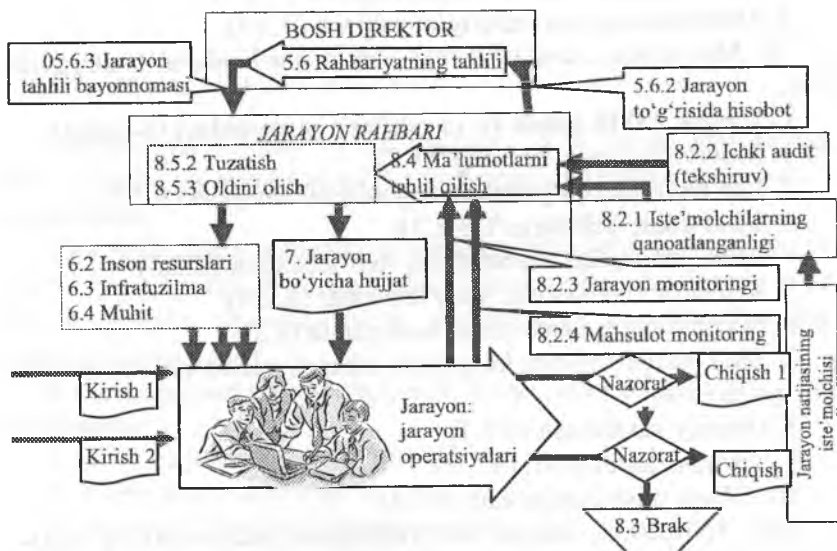 BOSH DIREKTOR
05.6.3 Jarayon
tahlili bayonnomasi
5.6 Rahbariyatning tahlili
5.6.2 Jarayon
to‘g‘risida hisobot
JARAYON RAHBARI
8.5.2 Tuzatish
8.5.3 Oldini olish
8.4 Ma’lumotlarni
tahlil qilish
8.2.2 Ichki audit
(tekshiruv)
8.2.1 Iste’molchilarning
qanoatlanganligi
6.2 Inson resurslari
6.3 Infratuzilma
6.4 Muhit
7. Jarayon
bo‘yicha hujjat
8.2.3 Jarayon monitoringi
8.2.4 Mahsulot monitoring
Kirish 1
Kirish 2
Jarayon:
jarayon
operatsiyalari
Nazorat
Chiqish 1
Nazorat
Chiqish
8.3 Brak
Jarayon natijasining
iste’molchisi